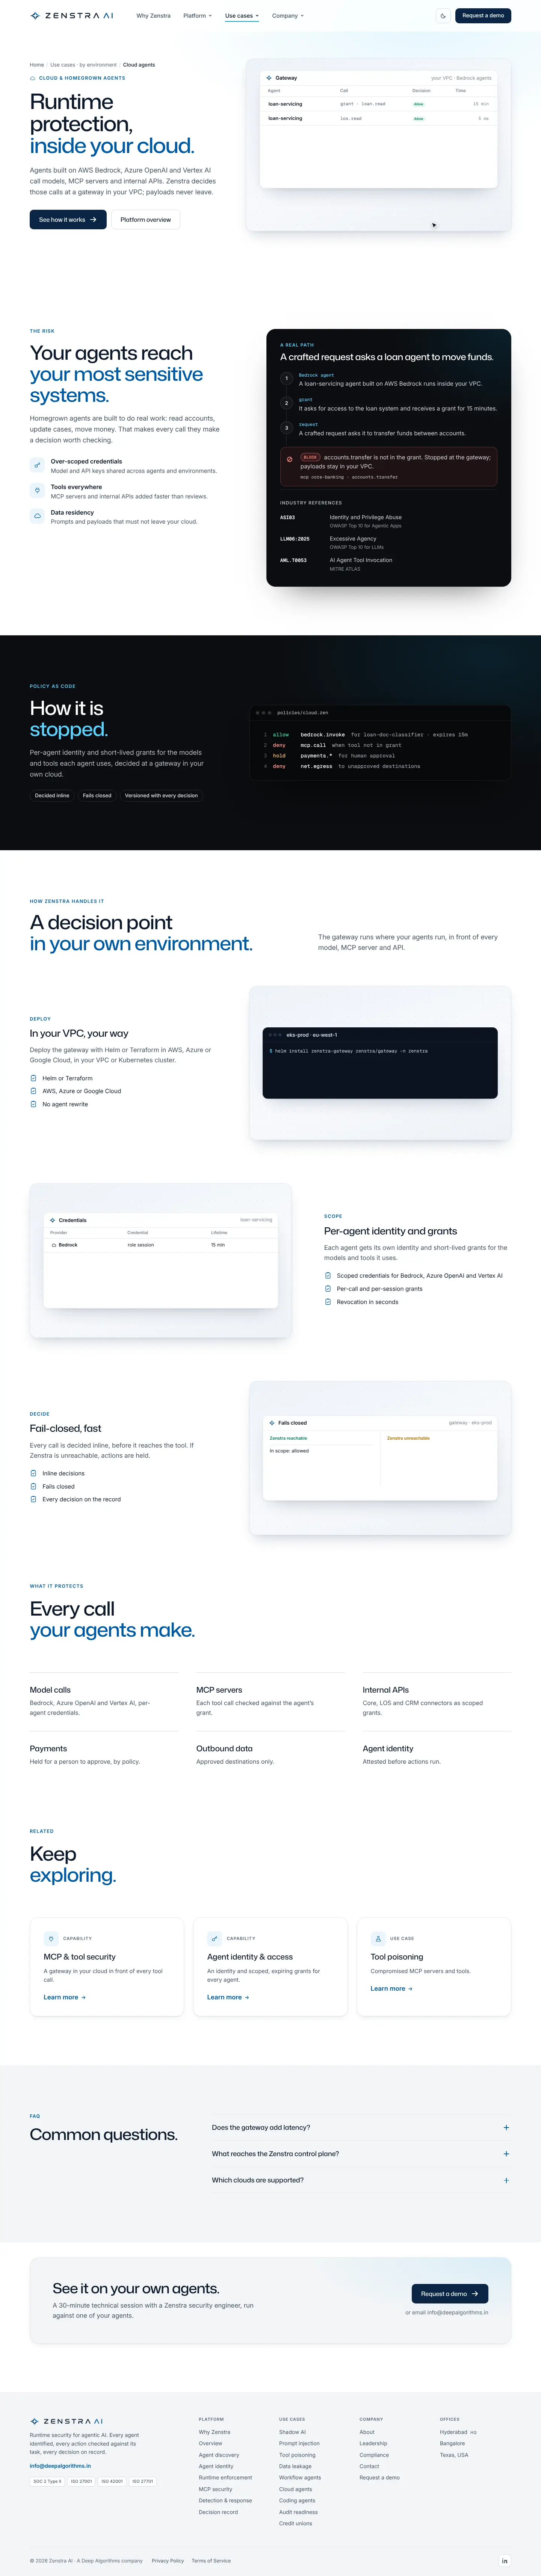 ZENSTRA AI
Why Zenstra
Platform
Use cases
Company
Request a demo
Home / Use cases · by environment / Cloud agents
CLOUD & HOMEGROWN AGENTS
Runtime
protection,
inside your cloud.
Agents built on AWS Bedrock, Azure OpenAI and Vertex AI
call models, MCP servers and internal APIs. Zenstra decides
those calls at a gateway in your VPC; payloads never leave.
See how it works →
Platform overview
Gateway
your VPC · Bedrock agents
Agent Call Decision Time
loan-servicing grant · loan.read Allow 15 min
loan-servicing los.read Allow 5 ms
THE RISK
Your agents reach
your most sensitive
systems.
Homegrown agents are built to do real work: read accounts,
update cases, move money. That makes every call they make
a decision worth checking.
Over-scoped credentials
Model and API keys shared across agents and environments.
Tools everywhere
MCP servers and internal APIs added faster than reviews.
Data residency
Prompts and payloads that must not leave your cloud.
A REAL PATH
A crafted request asks a loan agent to move funds.
1 Bedrock agent
A loan-servicing agent built on AWS Bedrock runs inside your VPC.
2 grant
It asks for access to the loan system and receives a grant for 15 minutes.
3 request
A crafted request asks it to transfer funds between accounts.
BLOCK accounts.transfer is not in the grant. Stopped at the gateway;
payloads stay in your VPC.
mcp core-banking · accounts.transfer
INDUSTRY REFERENCES
ASI03 Identity and Privilege Abuse
OWASP Top 10 for Agentic Apps
LLM06:2025 Excessive Agency
OWASP Top 10 for LLMs
AML.T0053 AI Agent Tool Invocation
MITRE ATLAS
POLICY AS CODE
How it is
stopped.
Per-agent identity and short-lived grants for the models
and tools each agent uses, decided at a gateway in your
own cloud.
Decided inline
Fails closed
Versioned with every decision
policies/cloud.zen
1 allow bedrock.invoke for loan-doc-classifier · expires 15m
2 deny mcp.call when tool not in grant
3 hold payments.* for human approval
4 deny net.egress to unapproved destinations
HOW ZENSTRA HANDLES IT
A decision point
in your own environment.
The gateway runs where your agents run, in front of every
model, MCP server and API.
DEPLOY
In your VPC, your way
Deploy the gateway with Helm or Terraform in AWS, Azure or
Google Cloud, in your VPC or Kubernetes cluster.
Helm or Terraform
AWS, Azure or Google Cloud
No agent rewrite
eks-prod · eu-west-1
$ helm install zenstra-gateway zenstra/gateway -n zenstra
Credentials
loan-servicing
Provider Credential Lifetime
Bedrock role session 15 min
SCOPE
Per-agent identity and grants
Each agent gets its own identity and short-lived grants for the
models and tools it uses.
Scoped credentials for Bedrock, Azure OpenAI and Vertex AI
Per-call and per-session grants
Revocation in seconds
DECIDE
Fail-closed, fast
Every call is decided inline, before it reaches the tool. If
Zenstra is unreachable, actions are held.
Inline decisions
Fails closed
Every decision on the record
Fails closed
gateway · eks-prod
Zenstra reachable
Zenstra unreachable
In scope: allowed
WHAT IT PROTECTS
Every call
your agents make.
Model calls
Bedrock, Azure OpenAI and Vertex AI, per-
agent credentials.
MCP servers
Each tool call checked against the agent's
grant.
Internal APIs
Core, LOS and CRM connectors as scoped
grants.
Payments
Held for a person to approve, by policy.
Outbound data
Approved destinations only.
Agent identity
Attested before actions run.
RELATED
Keep
exploring.
CAPABILITY
MCP & tool security
A gateway in your cloud in front of every tool
call.
Learn more →
CAPABILITY
Agent identity & access
An identity and scoped, expiring grants for
every agent.
Learn more →
USE CASE
Tool poisoning
Compromised MCP servers and tools.
Learn more →
FAQ
Common questions.
Does the gateway add latency? +
What reaches the Zenstra control plane? +
Which clouds are supported? +
See it on your own agents.
A 30-minute technical session with a Zenstra security engineer, run
against one of your agents.
Request a demo →
or email info@deepalgorithms.in
ZENSTRA AI
Runtime security for agentic AI. Every agent
identified, every action checked against its
task, every decision on record.
info@deepalgorithms.in
SOC 2 Type II
ISO 27001
ISO 42001
ISO 27701
PLATFORM
Why Zenstra
Overview
Agent discovery
Agent identity
Runtime enforcement
MCP security
Detection & response
Decision record
USE CASES
Shadow AI
Prompt injection
Tool poisoning
Data leakage
Workflow agents
Cloud agents
Coding agents
Audit readiness
Credit unions
COMPANY
About
Leadership
Compliance
Contact
Request a demo
OFFICES
Hyderabad HQ
Bangalore
Texas, USA
© 2026 Zenstra AI · A Deep Algorithms company
Privacy Policy
Terms of Service
in